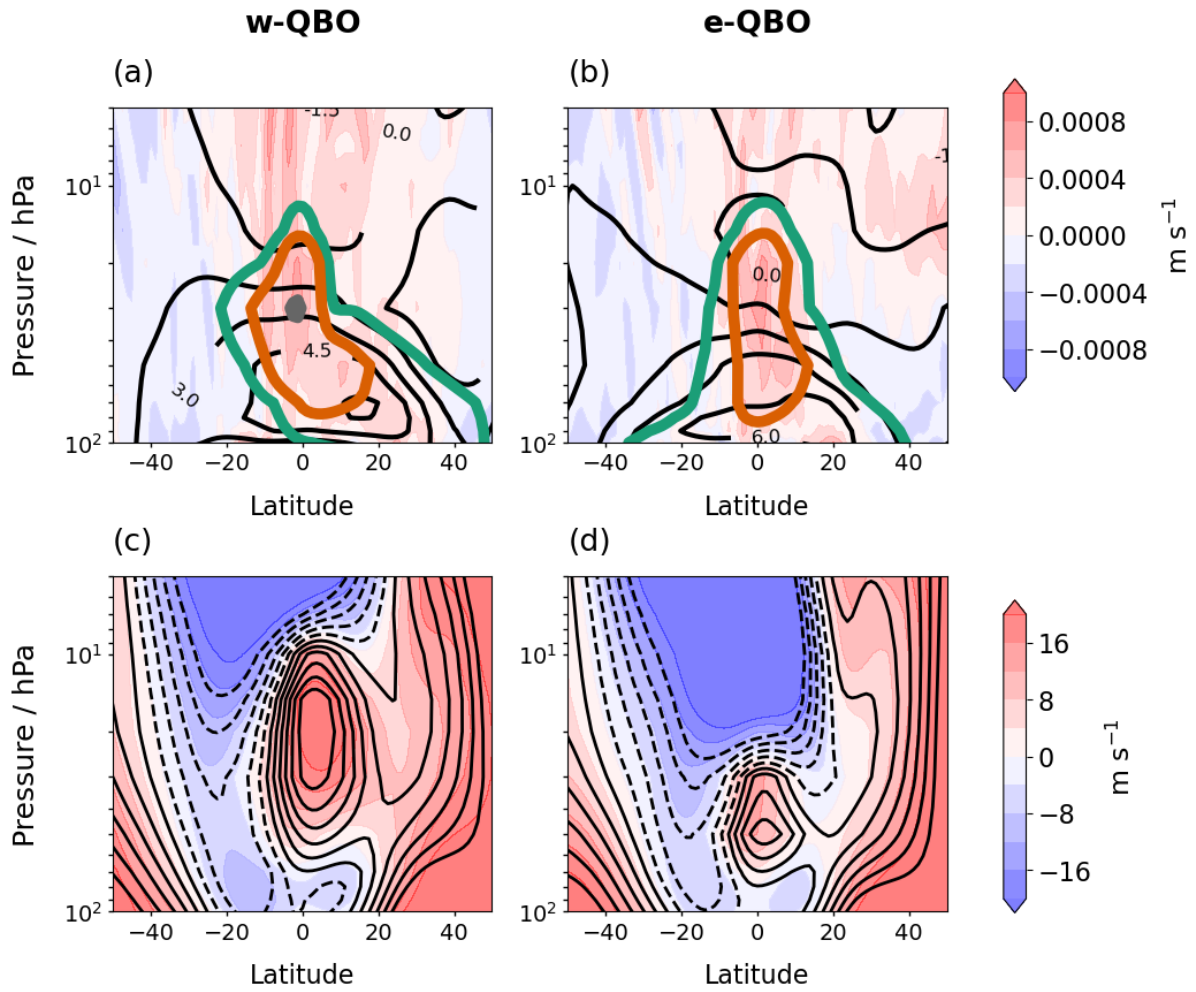 w-QBO e-QBO
(a) (b)
-1.5 0.0
0.0008
0.0004
0.0000
−0.0004
−0.0008
m s⁻¹
Pressure / hPa
10¹ 10¹
4.5 0.0
3.0
6.0
10² 10²
−40 −20 0 20 40 −40 −20 0 20 40
Latitude Latitude
(c) (d)
16
8
0
−8
−16
m s⁻¹
Pressure / hPa
10¹ 10¹
10² 10²
−40 −20 0 20 40 −40 −20 0 20 40
Latitude Latitude